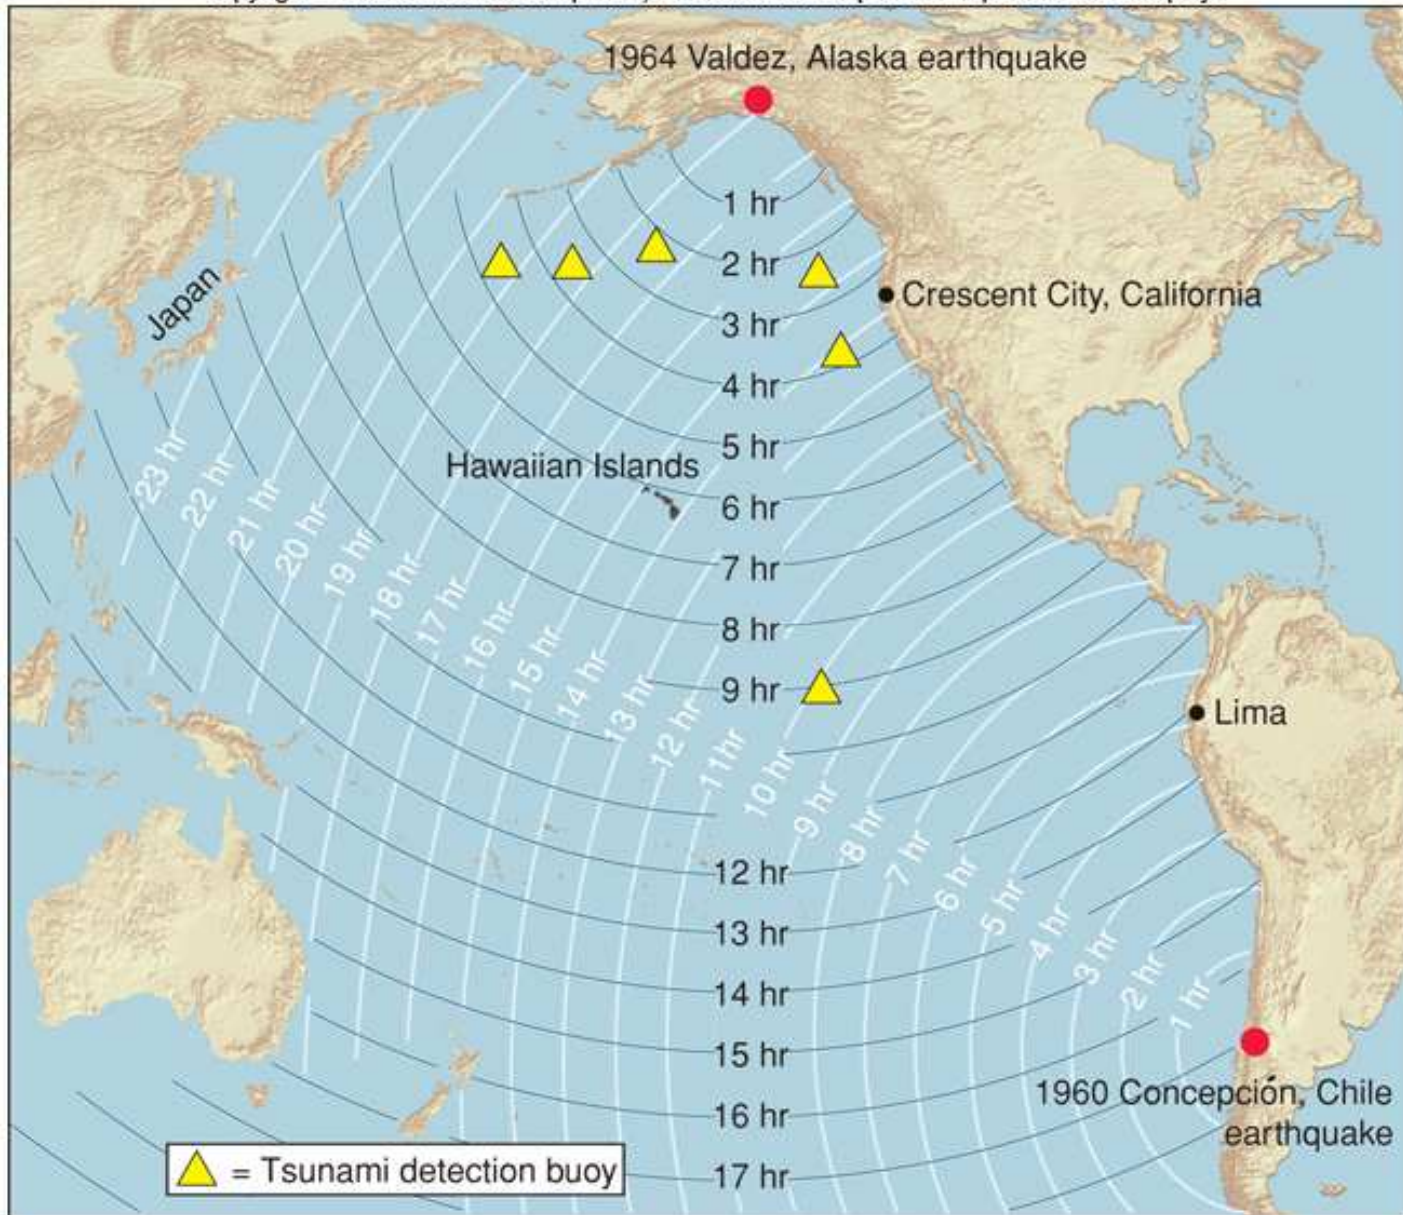 1964 Valdez, Alaska earthquake
1 hr
2 hr
3 hr
4 hr
5 hr
6 hr
7 hr
8 hr
9 hr
12 hr
13 hr
14 hr
15 hr
16 hr
17 hr
Japan
Crescent City, California
Hawaiian Islands
23 hr
22 hr
21 hr
20 hr
19 hr
18 hr
17 hr
16 hr
15 hr
14 hr
13 hr
12 hr
11hr
10 hr
9 hr
8 hr
7 hr
6 hr
5 hr
4 hr
3 hr
2 hr
1 hr
Lima
1960 Concepción, Chile
earthquake
= Tsunami detection buoy